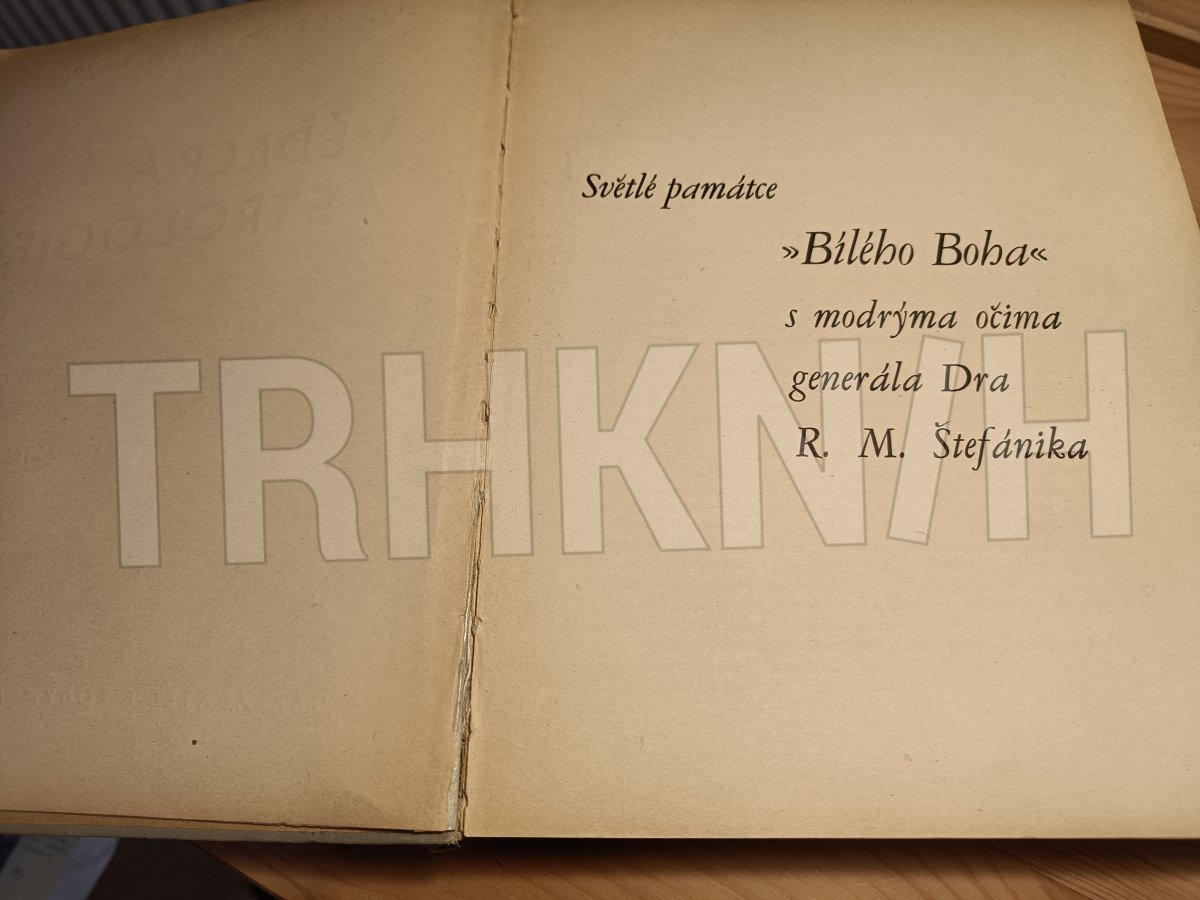 Světlé památce
»Bílého Boha«
s modrýma očima
generála Dra
R. M. Štefánika
TRHKNIH